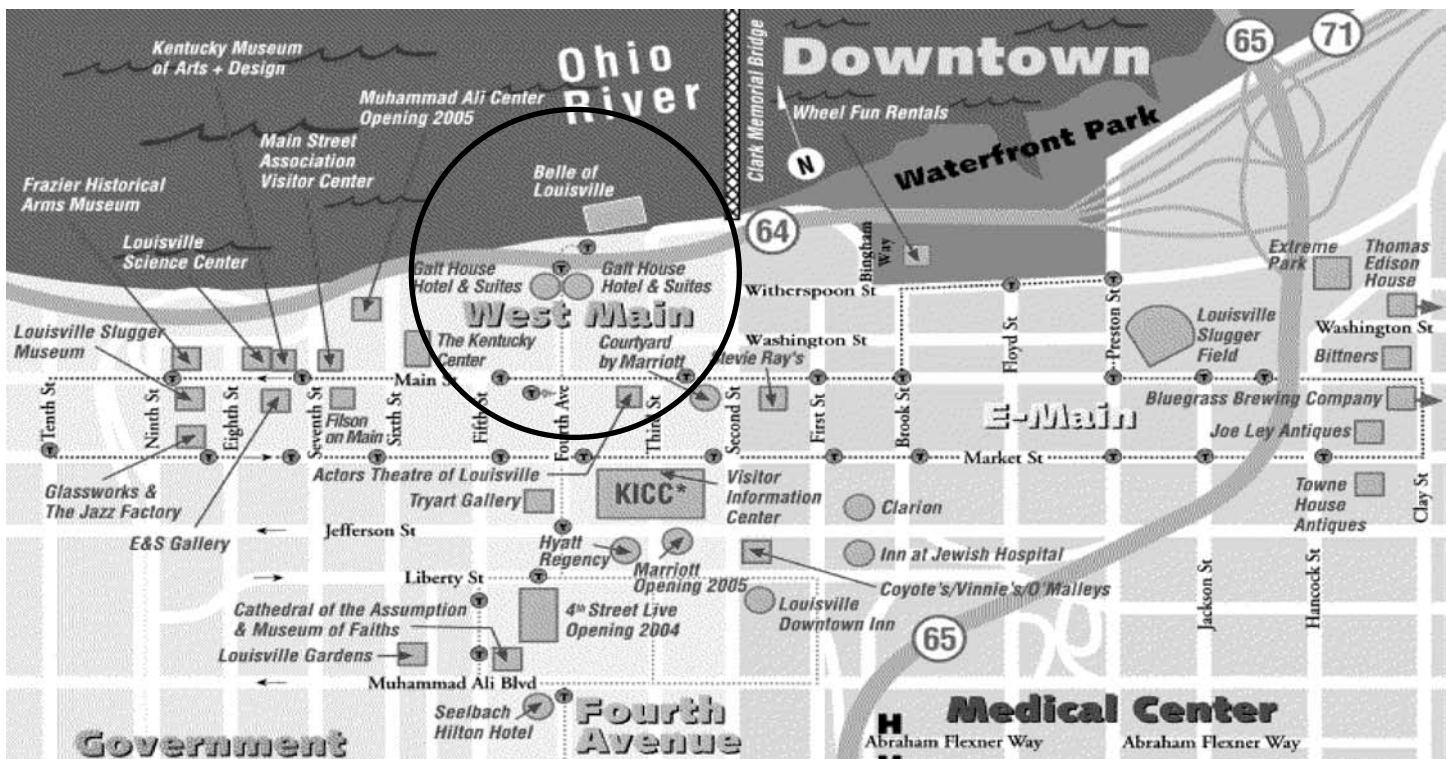 Kentucky Museum
of Arts + Design
Ohio
River
Clark Memorial Bridge
Downtown
65
71
Muhammad Ali Center
Opening 2005
Wheel Fun Rentals
N
Waterfront Park
Main Street
Association
Visitor Center
Belle of
Louisville
Frazier Historical
Arms Museum
64
Louisville
Science Center
Bingham
Way
Extreme
Park
Thomas
Edison
House
Galt House
Hotel & Suites
Galt House
Hotel & Suites
Witherspoon St
West Main
Louisville Slugger
Museum
The Kentucky
Center
Courtyard
by Marriott
Washington St
Stevie Ray's
Floyd St
Preston St
Louisville
Slugger
Field
Washington St
Bittners
Main St
Tenth St
Ninth St
Eighth St
Seventh St
Filson
on Main
Sixth St
Fifth St
Fourth Ave
Third St
Second St
First St
Brook St
E-Main
Bluegrass Brewing Company
Joe Ley Antiques
Market St
Glassworks &
The Jazz Factory
Actors Theatre of Louisville
Tryart Gallery
KICC*
Visitor
Information
Center
Clarion
Towne
House
Antiques
Clay St
E&S Gallery
Jefferson St
Hyatt
Regency
Marriott
Opening 2005
Inn at Jewish Hospital
Coyote's/Vinnie's/O'Malleys
Liberty St
Jackson St
Hancock St
Cathedral of the Assumption
& Museum of Faiths
4th Street Live
Opening 2004
Louisville
Downtown Inn
65
Louisville Gardens
Muhammad Ali Blvd
Seelbach
Hilton Hotel
Fourth
Avenue
Government
H
Medical Center
Abraham Flexner Way
Abraham Flexner Way